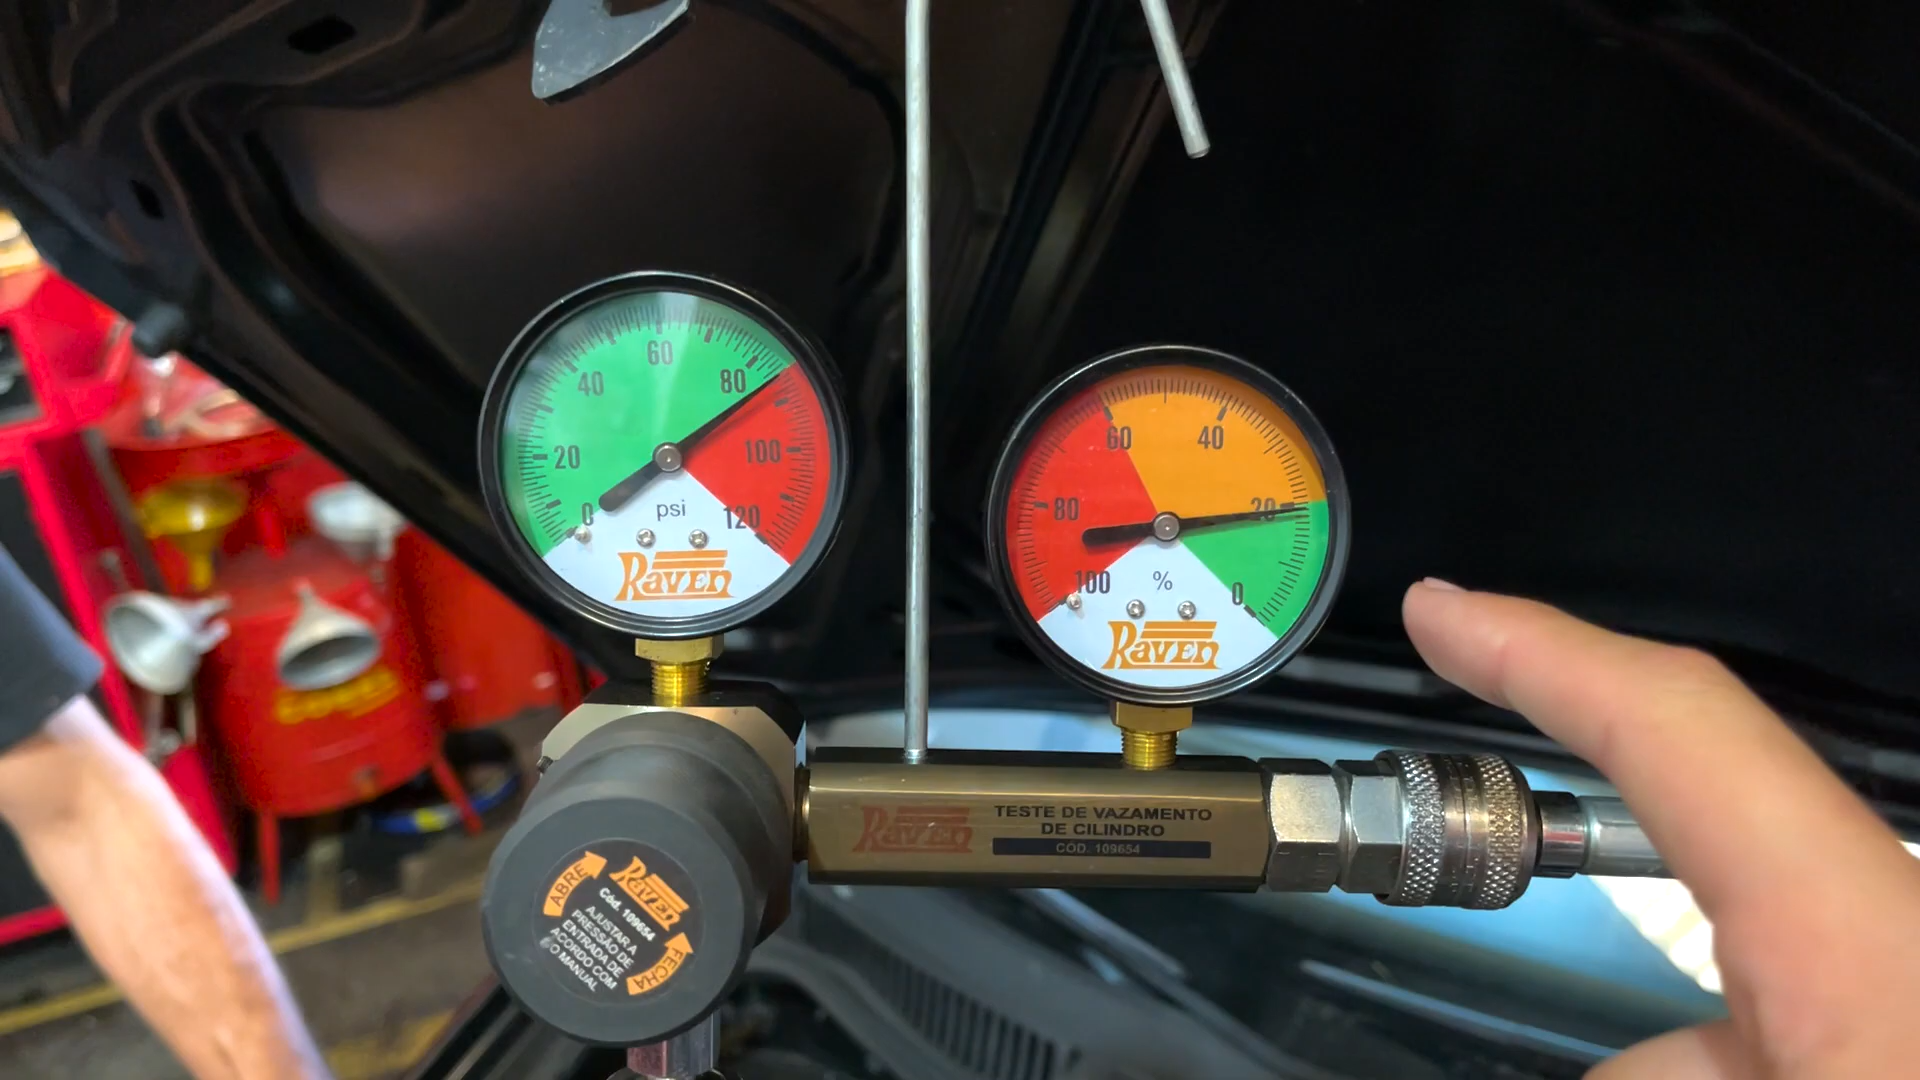 60
40
80
20
100
0
psi
120
Raven
60
40
80
20
100
%
0
Raven
Raven
TESTE DE VAZAMENTO
DE CILINDRO
CÓD. 109654
ABRE
Raven
Cód. 109654
AJUSTAR A
PRESSÃO DE
ENTRADA DE
ACORDO COM
O MANUAL
FECHA